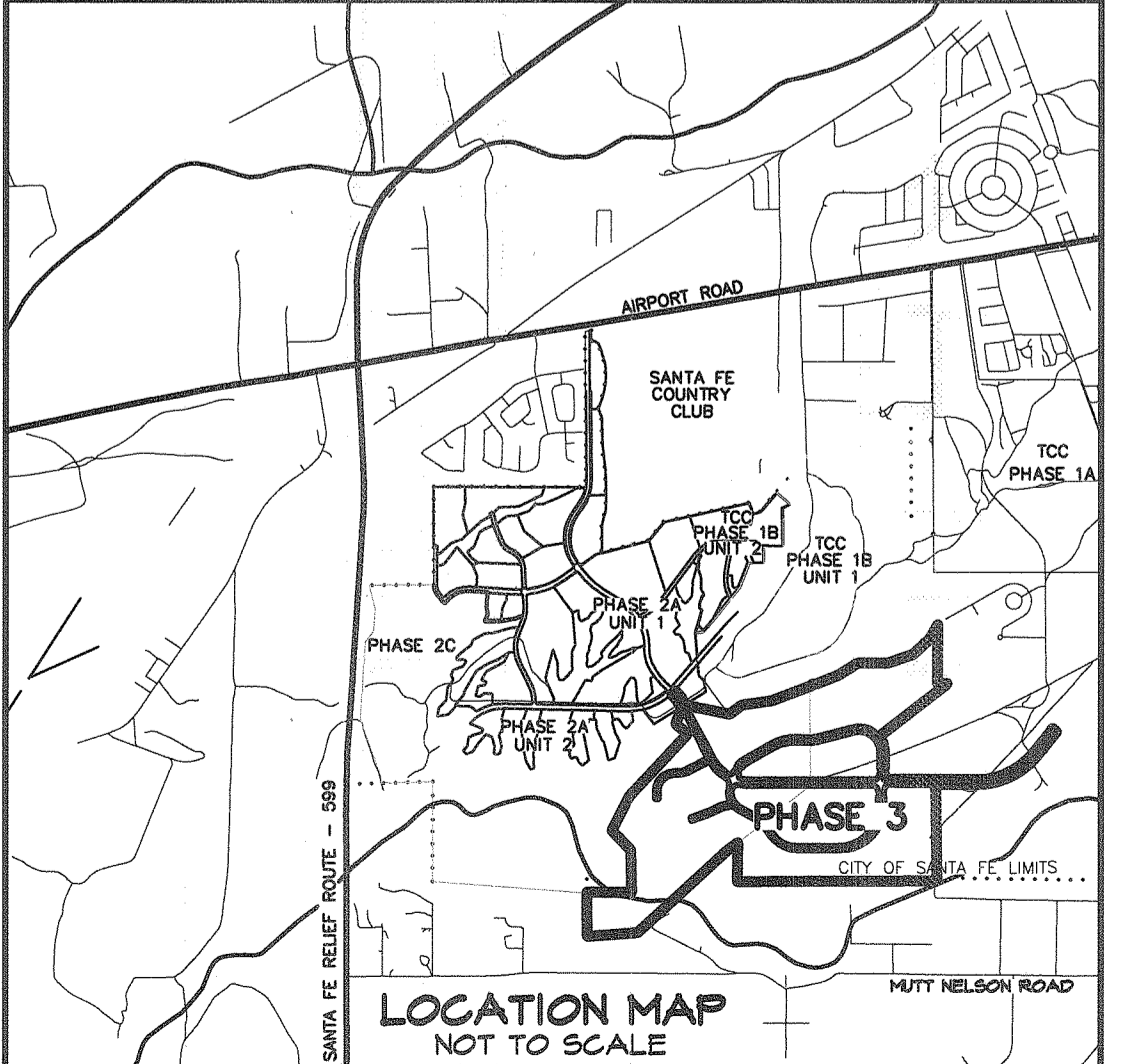 AIRPORT ROAD
SANTA FE
COUNTRY
CLUB
TCC
PHASE 1A
TCC
PHASE 1B
UNIT 2
TCC
PHASE 1B
UNIT 1
PHASE 2A
UNIT 1
PHASE 2C
PHASE 2A
UNIT 2
SANTA FE RELIEF ROUTE - 599
PHASE 3
CITY OF SANTA FE LIMITS
MUTT NELSON ROAD
LOCATION MAP
NOT TO SCALE